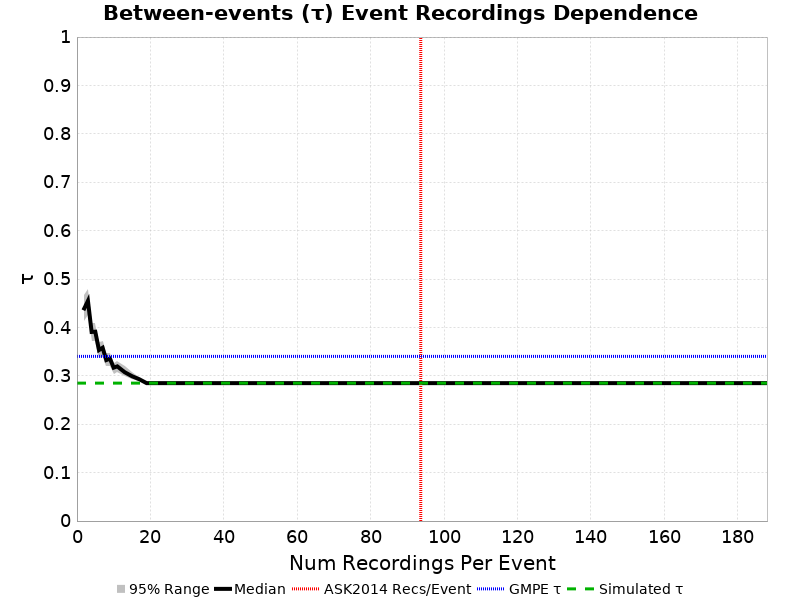 Between-events (τ) Event Recordings Dependence
1
0.9
0.8
0.7
0.6
0.5
0.4
0.3
0.2
0.1
0
τ
0 20 40 60 80 100 120 140 160 180
Num Recordings Per Event
95% Range Median ASK2014 Recs/Event GMPE τ Simulated τ